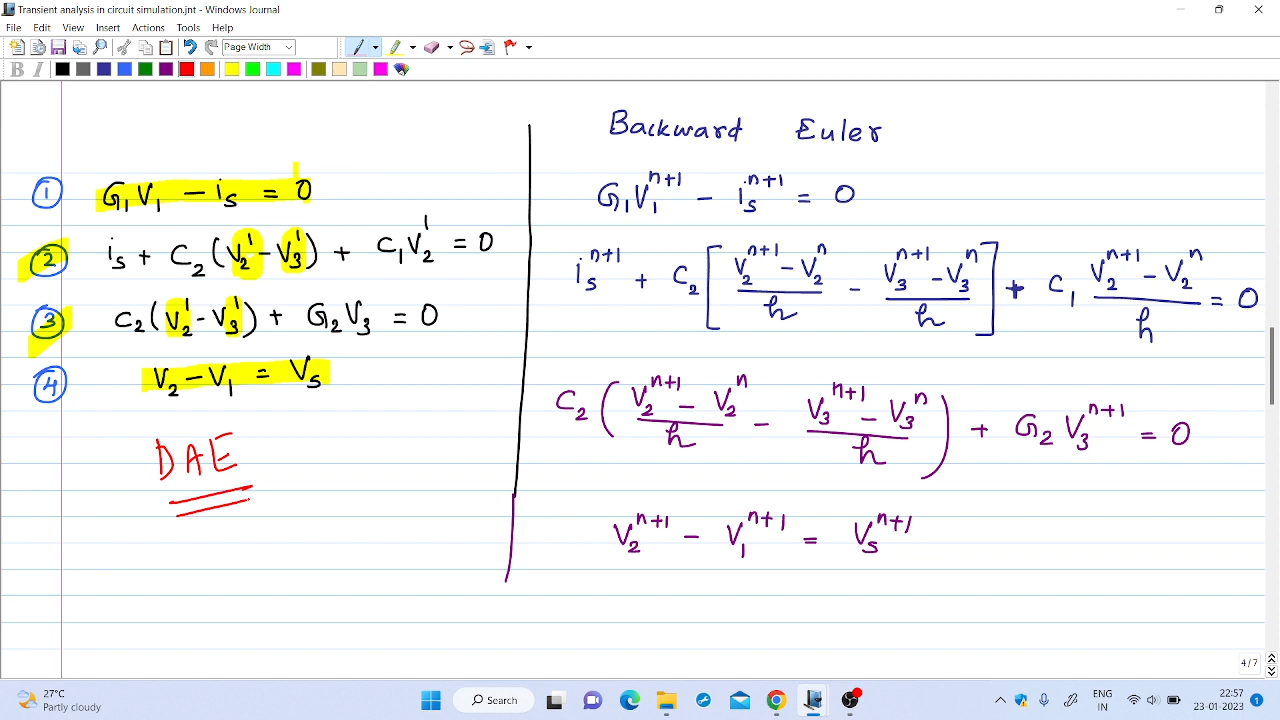 Transient analysis in circuit simulation.jnt - Windows Journal
File Edit View Insert Actions Tools Help
Page Width
B I
① G₁V₁ − iₛ = 0
② iₛ + C₂(V₂' − V₃') + C₁V₂' = 0
③ C₂(V₂' − V₃') + G₂V₃ = 0
④ V₂ − V₁ = Vₛ
DAE
Backward Euler
G₁V₁ⁿ⁺¹ − iₛⁿ⁺¹ = 0
iₛⁿ⁺¹ + C₂[(V₂ⁿ⁺¹ − V₂ⁿ)/h − (V₃ⁿ⁺¹ − V₃ⁿ)/h] + C₁ (V₂ⁿ⁺¹ − V₂ⁿ)/h = 0
C₂((V₂ⁿ⁺¹ − V₂ⁿ)/h − (V₃ⁿ⁺¹ − V₃ⁿ)/h) + G₂V₃ⁿ⁺¹ = 0
V₂ⁿ⁺¹ − V₁ⁿ⁺¹ = Vₛⁿ⁺¹
4/7
27°C
Partly cloudy
Search
ENG
IN
22:57
23-01-2023
1